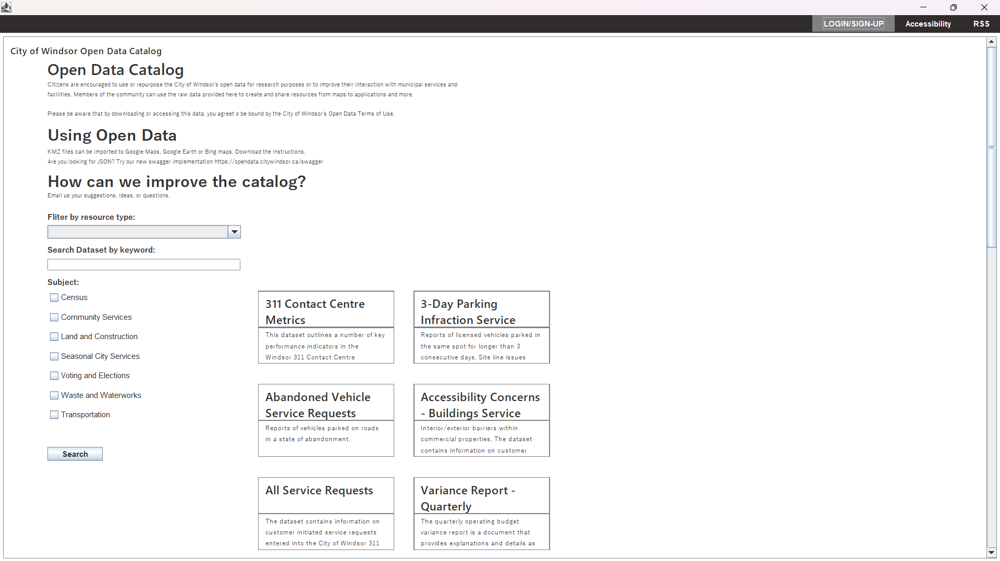 LOGIN/SIGN-UP Accessibility RSS
City of Windsor Open Data Catalog
Open Data Catalog
Citizens are encouraged to use or repurpose the City of Windsor's open data for research purposes or to improve their interaction with municipal services and
facilities. Members of the community can use the raw data provided here to create and share resources from maps to applications and more.
Please be aware that by downloading or accessing this data, you agreet o be bound by the City of Windsor's Open Data Terms of Use.
Using Open Data
KMZ files can be imported to Google Maps, Google Earth or Bing maps. Download the instructions.
Are you looking for JSON? Try our new swagger implementation https://opendata.citywindsor.ca/swagger
How can we improve the catalog?
Email us your suggestions, ideas, or questions.
Fliter by resource type:
Search Dataset by keyword:
Subject:
Census
Community Services
Land and Construction
Seasonal City Services
Voting and Elections
Waste and Waterworks
Transportation
Search
311 Contact Centre
Metrics
This dataset outlines a number of key
performance indicators in the
Windsor 311 Contact Centre
3-Day Parking
Infraction Service
Reports of licensed vehicles parked in
the same spot for longer than 3
consecutive days. Site line issues
Abandoned Vehicle
Service Requests
Reports of vehicles parked on roads
in a state of abandonment.
Accessibility Concerns
- Buildings Service
Interior/exterior barriers within
commercial properties. The dataset
contains information on customer
All Service Requests
The dataset contains information on
customer initiated service requests
entered into the City of Windsor 311
Variance Report -
Quarterly
The quarterly operating budget
variance report is a document that
provides explanations and details as